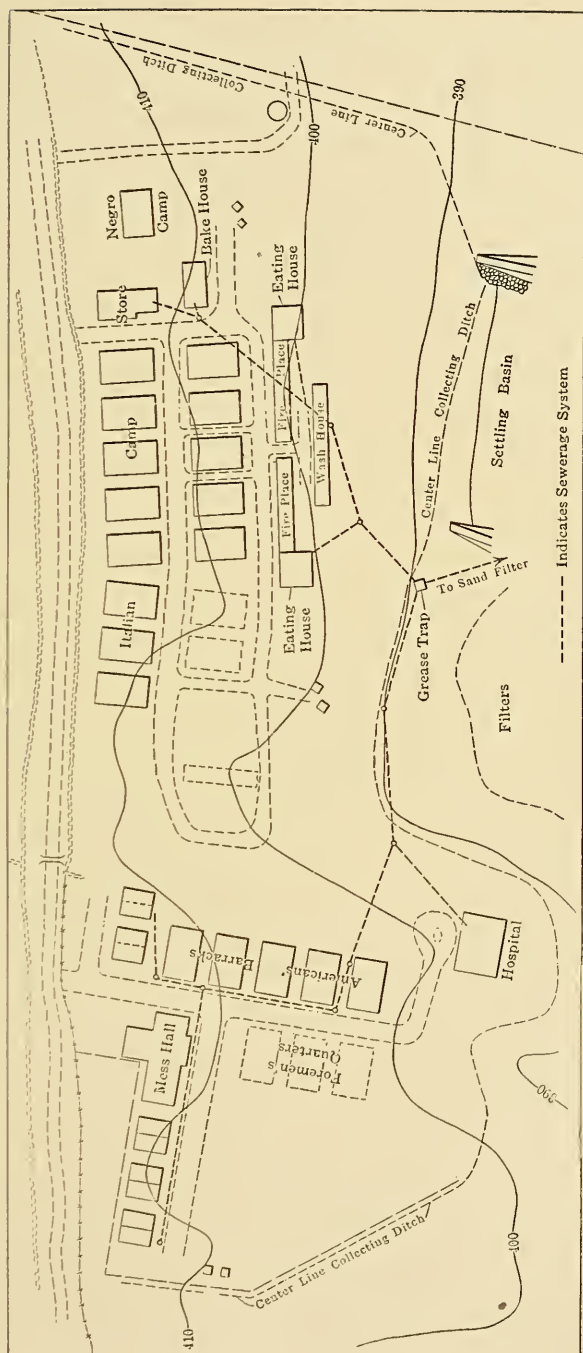 410
Collecting Ditch
Center Line
400
390
Negro
Camp
Bake House
Store
Eating
House
Camp
Fire Place
Wash House
Fire Place
Center Line Collecting Ditch
Settling Basin
Indicates Sewerage System
To Sand Filter
Grease Trap
Filters
Italian
Eating
House
Barracks
Americans'
Hospital
Mess Hall
Foremen's
Quarters
390
Center Line Collecting Ditch
400
410